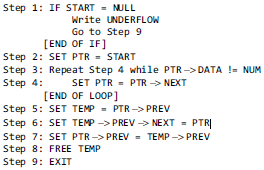 Step 1: IF START = NULL
Write UNDERFLOW
Go to Step 9
[END OF IF]
Step 2: SET PTR = START
Step 3: Repeat Step 4 while PTR->DATA != NUM
Step 4: SET PTR = PTR->NEXT
[END OF LOOP]
Step 5: SET TEMP = PTR->PREV
Step 6: SET TEMP->PREV->NEXT = PTR
Step 7: SET PTR->PREV = TEMP->PREV
Step 8: FREE TEMP
Step 9: EXIT